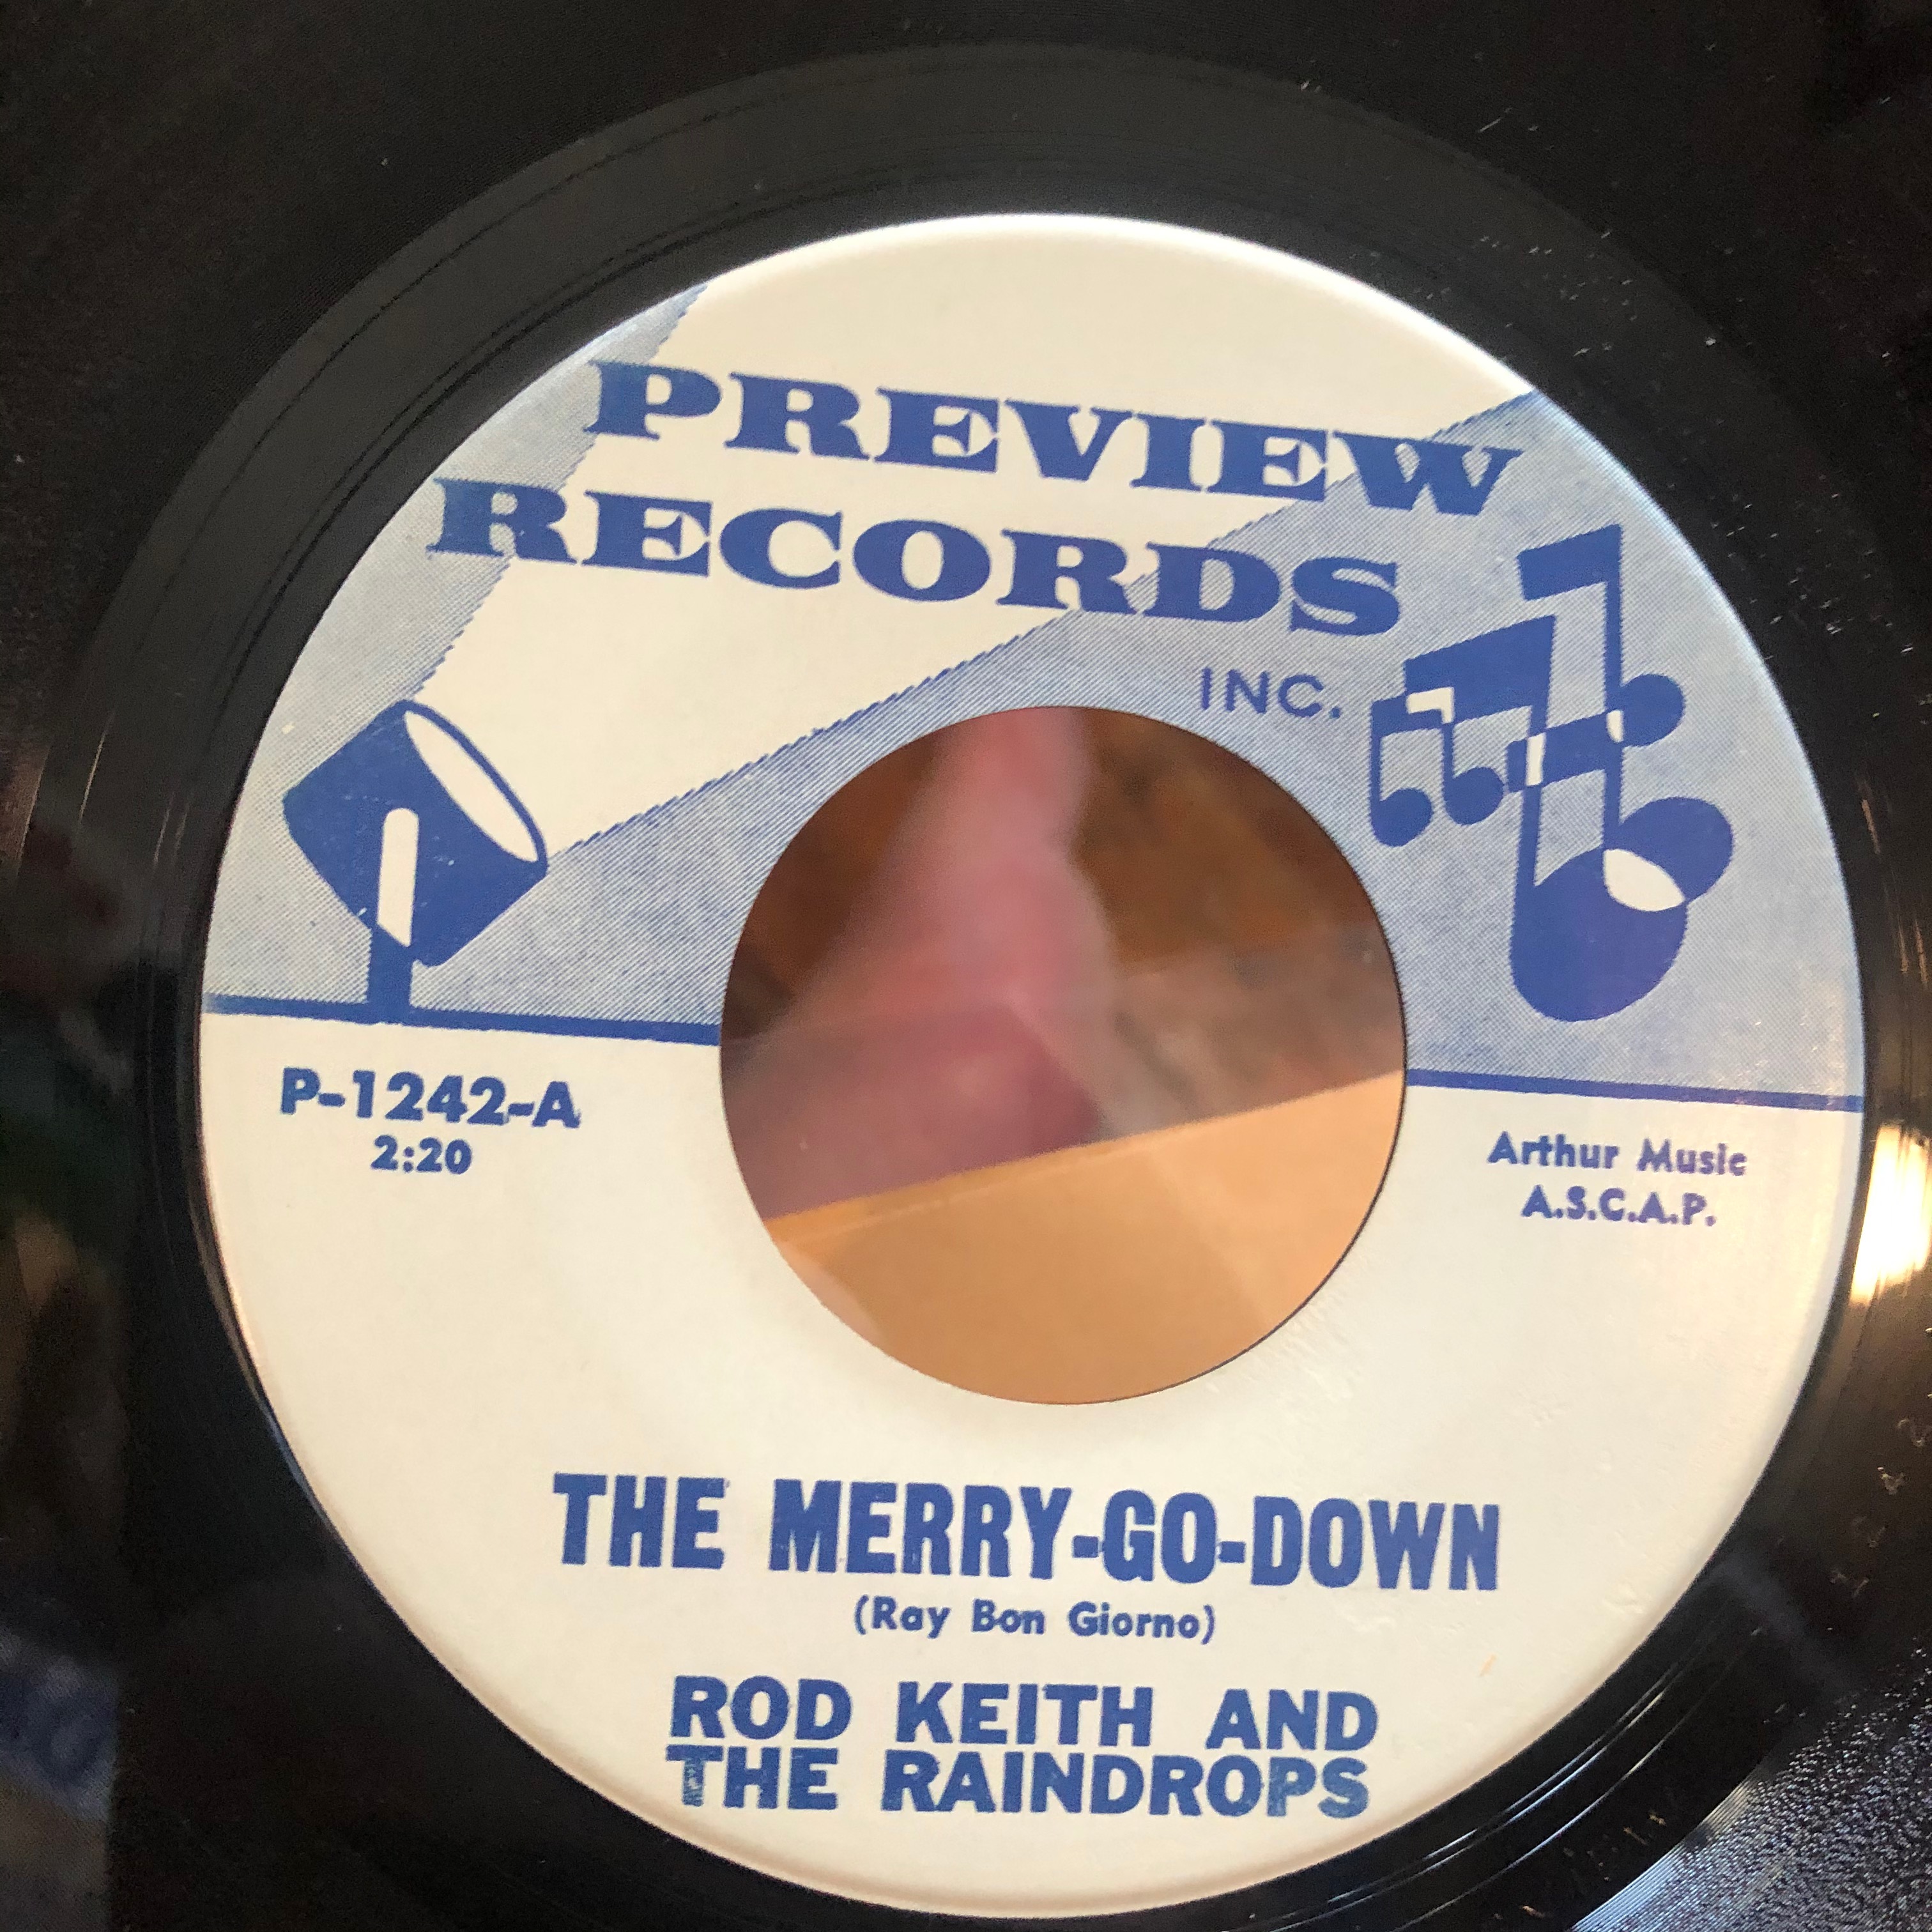 PREVIEW
RECORDS
INC.
P-1242-A
2:20
Arthur Music
A.S.C.A.P.
THE MERRY-GO-DOWN
(Ray Bon Giorno)
ROD KEITH AND
THE RAINDROPS